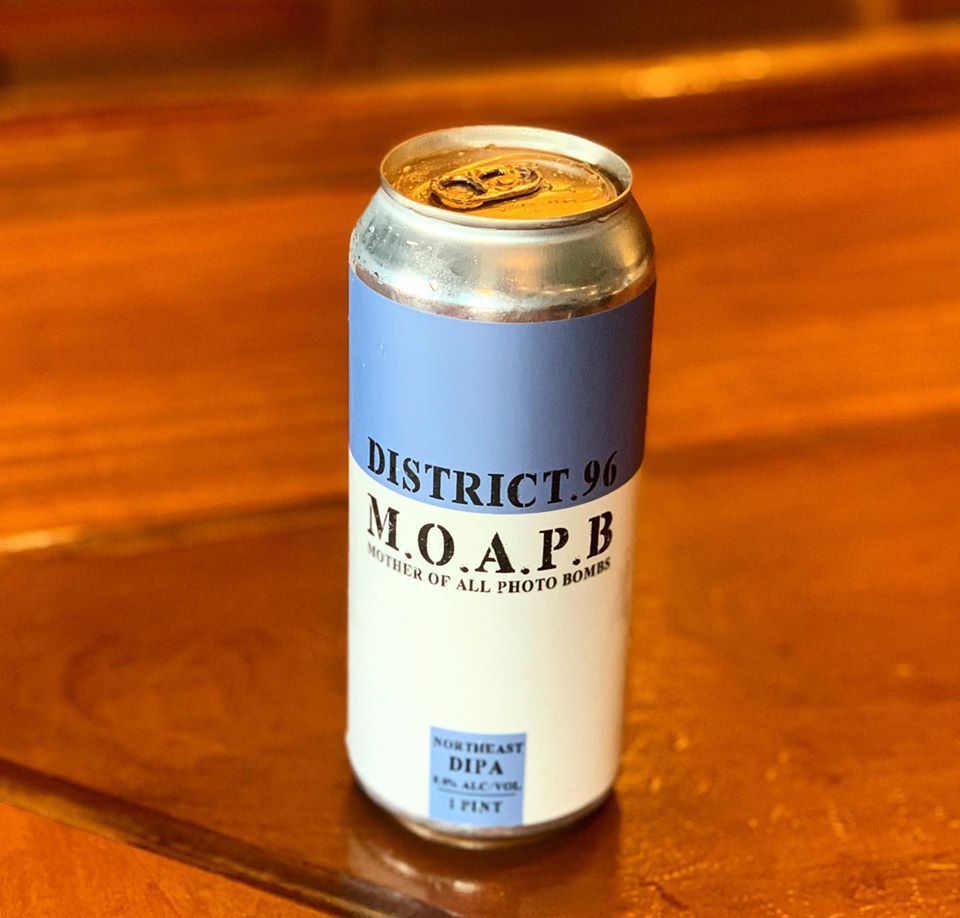 DISTRICT.96
M.O.A.P.B
MOTHER OF ALL PHOTO BOMBS
NORTHEAST
DIPA
ALC/VOL
1 PINT